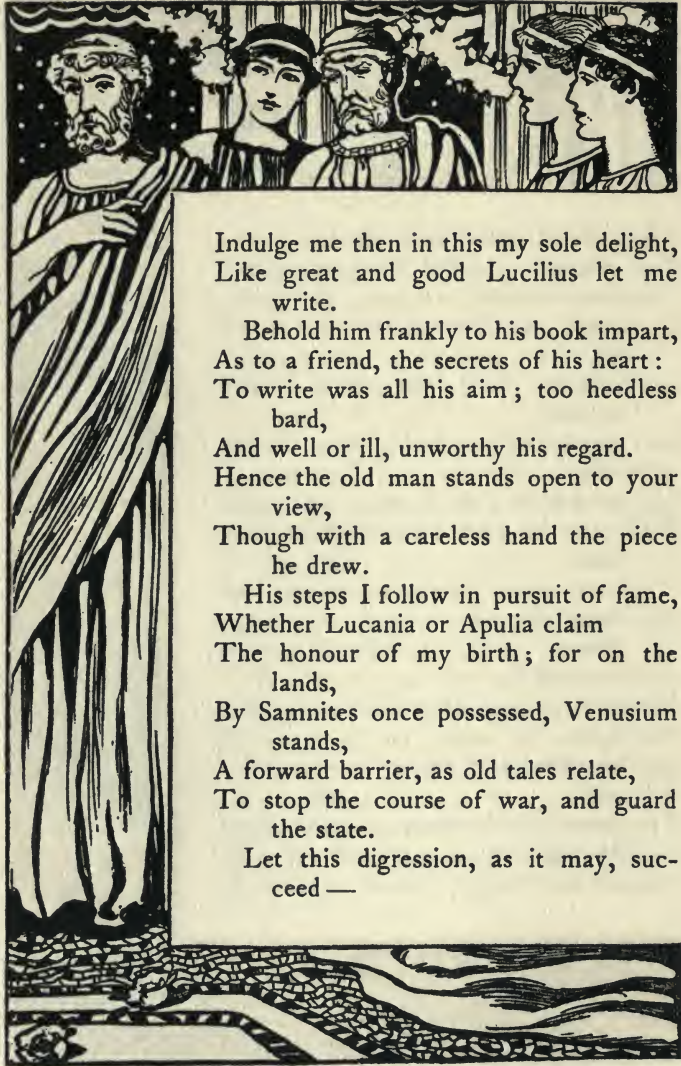 Indulge me then in this my sole delight,
Like great and good Lucilius let me
write.
Behold him frankly to his book impart,
As to a friend, the secrets of his heart :
To write was all his aim ; too heedless
bard,
And well or ill, unworthy his regard.
Hence the old man stands open to your
view,
Though with a careless hand the piece
he drew.
His steps I follow in pursuit of fame,
Whether Lucania or Apulia claim
The honour of my birth ; for on the
lands,
By Samnites once possessed, Venusium
stands,
A forward barrier, as old tales relate,
To stop the course of war, and guard
the state.
Let this digression, as it may, suc-
ceed —